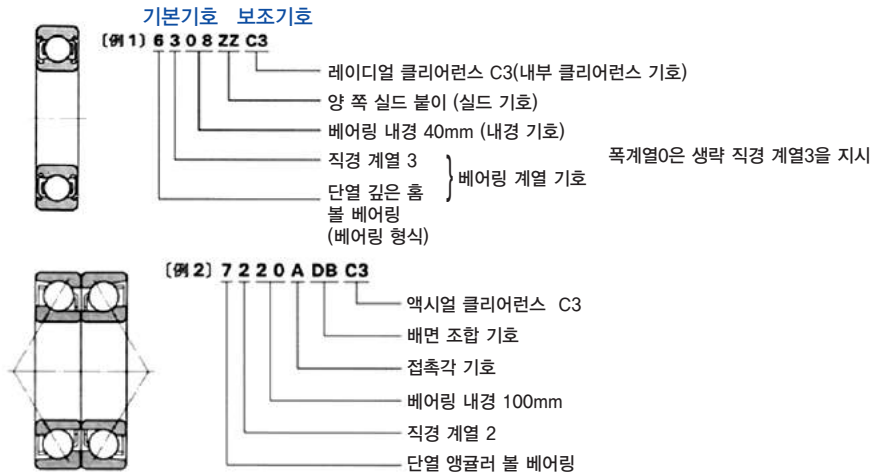 기본기호 보조기호
〔例 1〕 6 3 0 8 ZZ C3
레이디얼 클리어런스 C3(내부 클리어런스 기호)
양 쪽 실드 붙이 (실드 기호)
베어링 내경 40mm (내경 기호)
직경 계열 3
베어링 계열 기호
폭계열0은 생략 직경 계열3을 지시
단열 깊은 홈
볼 베어링
(베어링 형식)
〔例 2〕 7 2 2 0 A DB C3
액시얼 클리어런스 C3
배면 조합 기호
접촉각 기호
베어링 내경 100mm
직경 계열 2
단열 앵귤러 볼 베어링